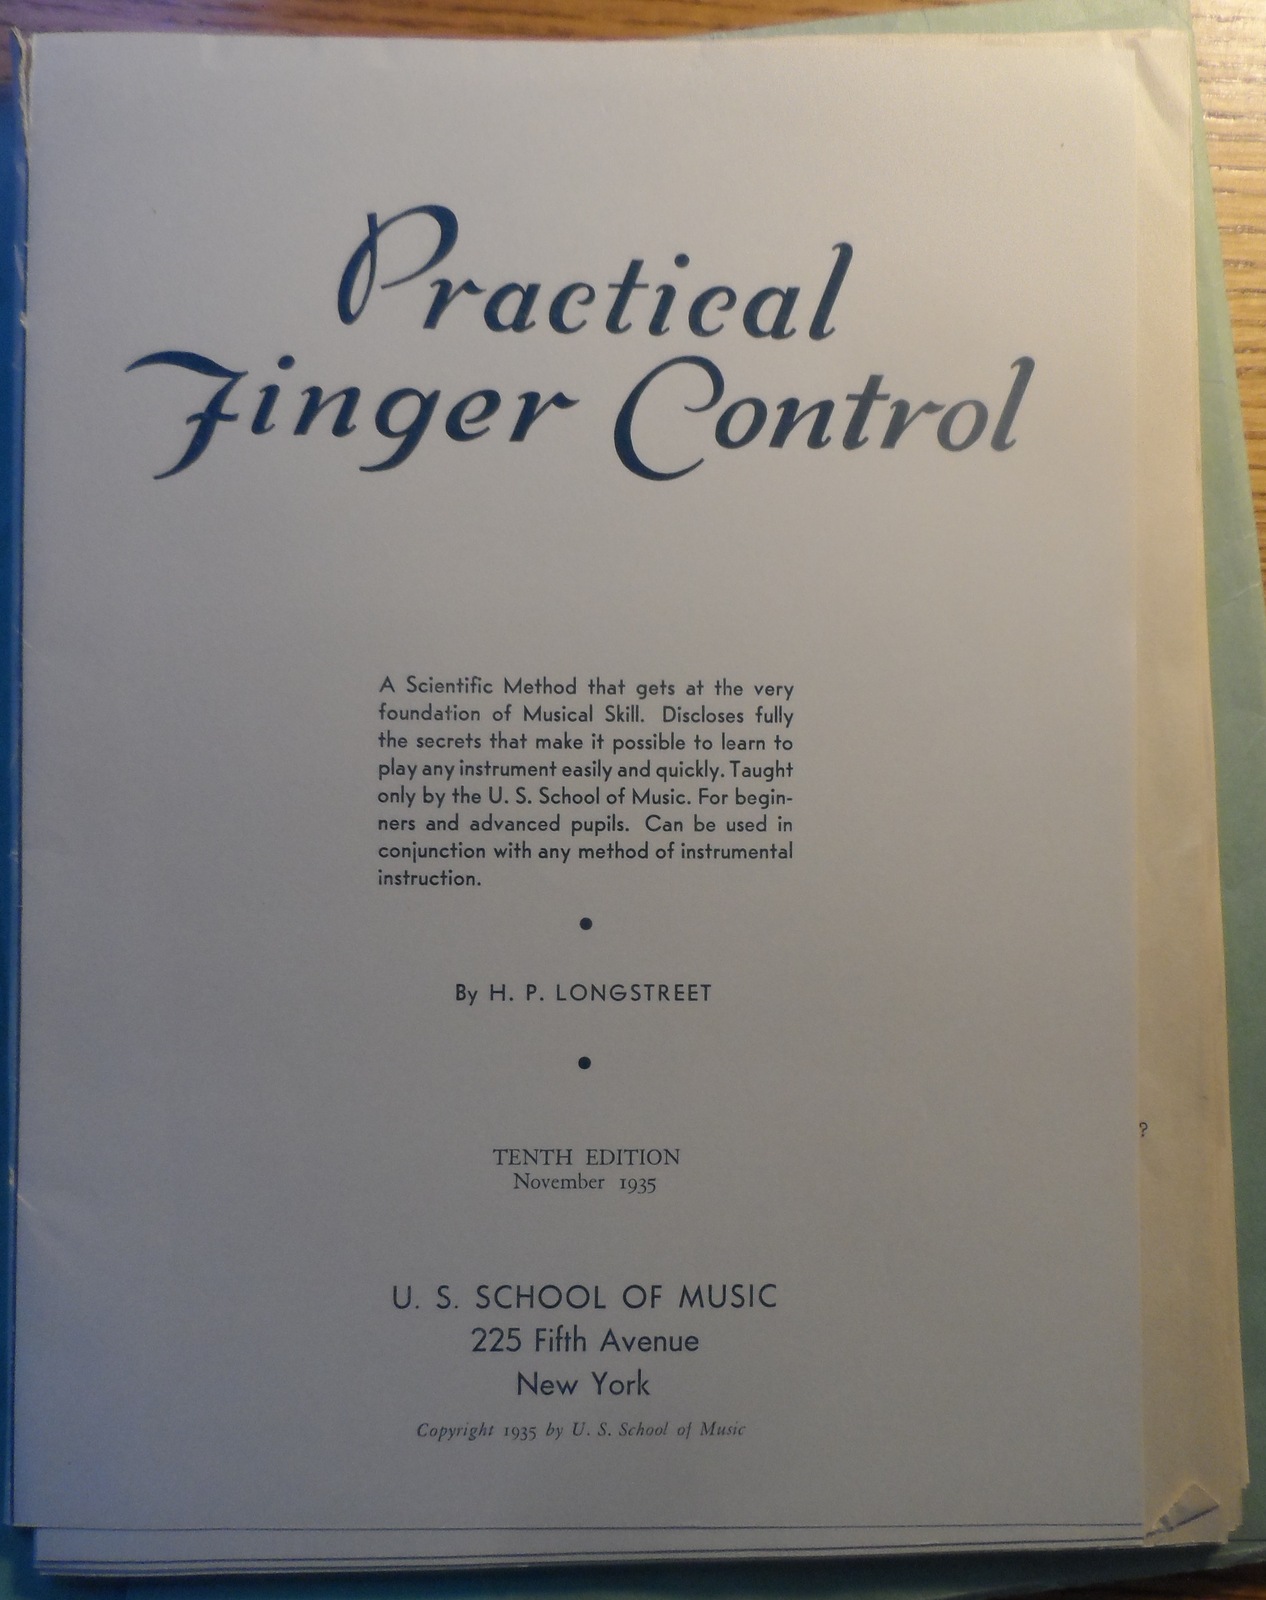 Practical
Finger Control
A Scientific Method that gets at the very
foundation of Musical Skill. Discloses fully
the secrets that make it possible to learn to
play any instrument easily and quickly. Taught
only by the U. S. School of Music. For begin-
ners and advanced pupils. Can be used in
conjunction with any method of instrumental
instruction.
•
By H. P. LONGSTREET
•
?
TENTH EDITION
November 1935
U. S. SCHOOL OF MUSIC
225 Fifth Avenue
New York
Copyright 1935 by U. S. School of Music